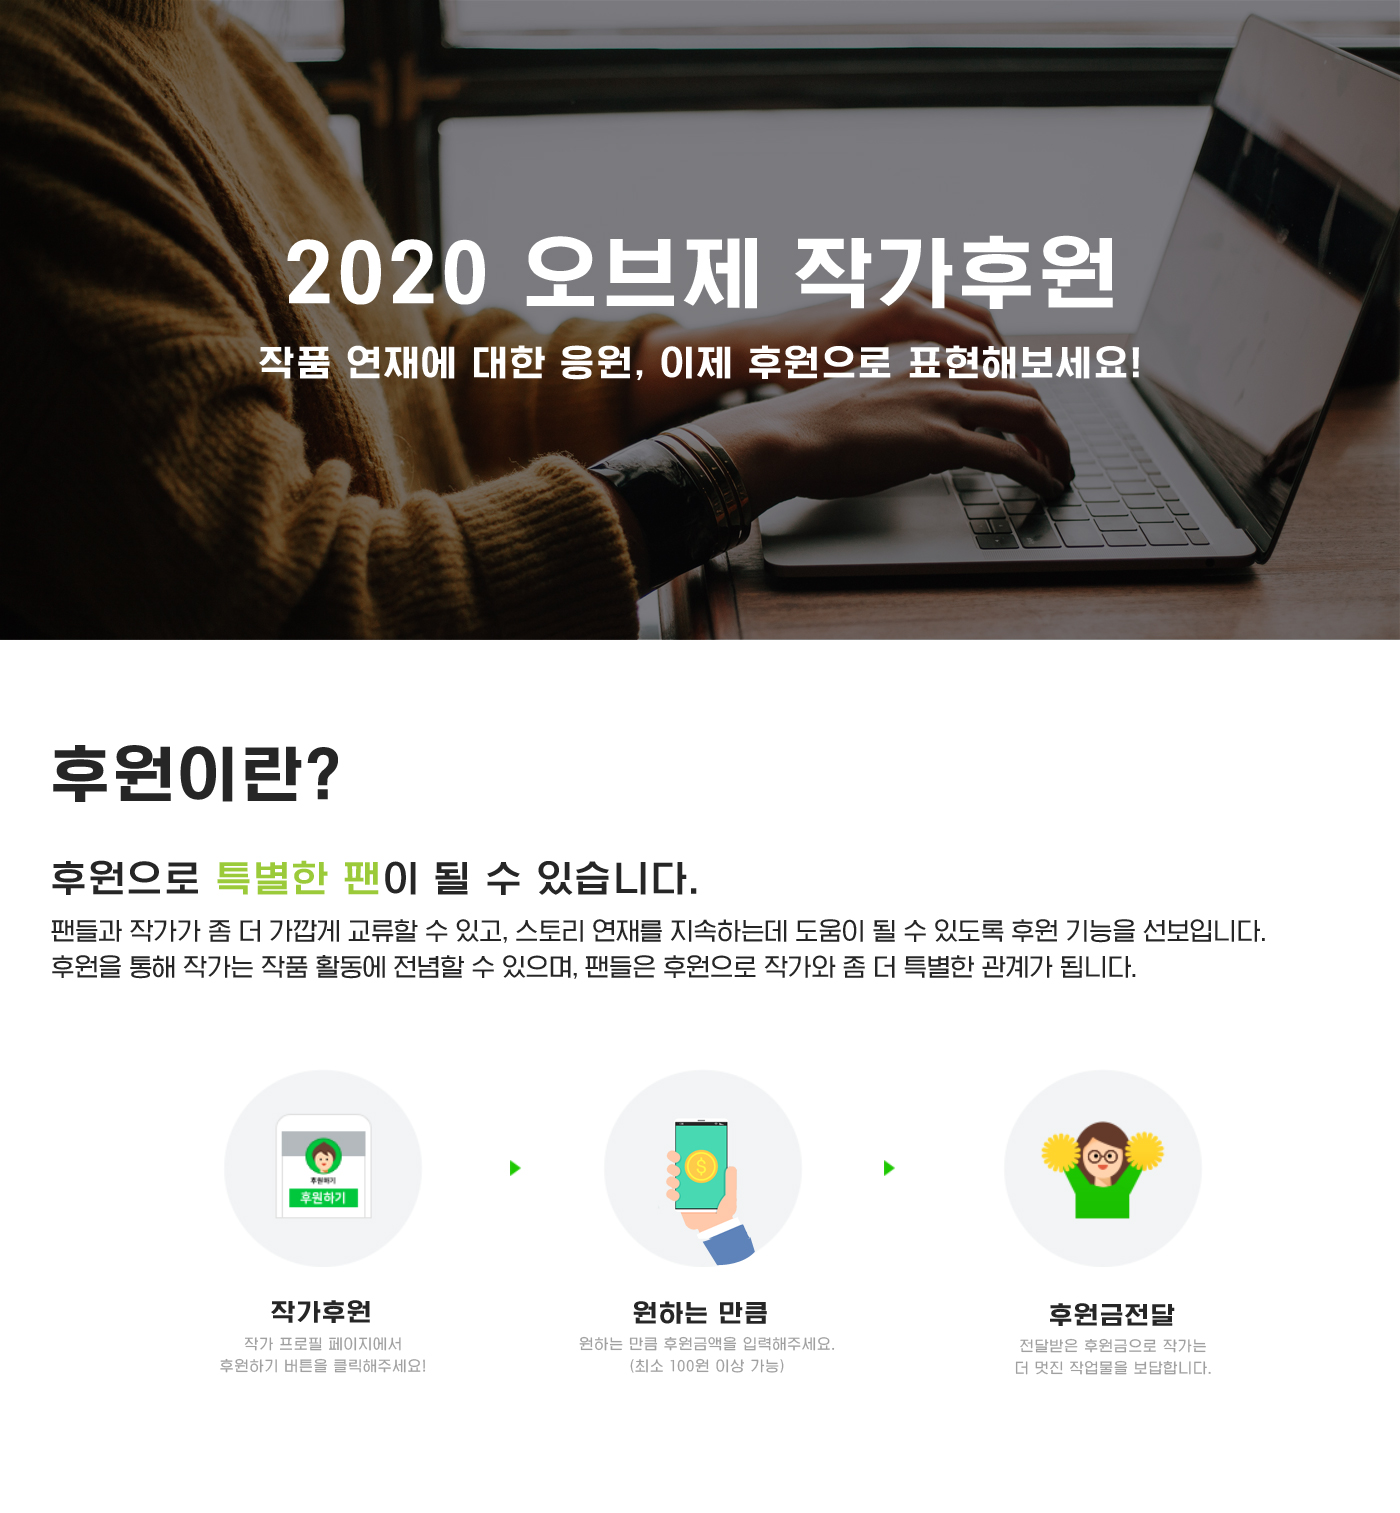 2020 오브제 작가후원
작품 연재에 대한 응원, 이제 후원으로 표현해보세요!
후원이란?
후원으로 특별한 팬이 될 수 있습니다.
팬들과 작가가 좀 더 가깝게 교류할 수 있고, 스토리 연재를 지속하는데 도움이 될 수 있도록 후원 기능을 선보입니다.
후원을 통해 작가는 작품 활동에 전념할 수 있으며, 팬들은 후원으로 작가와 좀 더 특별한 관계가 됩니다.
후원하기
후원하기
$
작가후원
작가 프로필 페이지에서
후원하기 버튼을 클릭해주세요!
원하는 만큼
원하는 만큼 후원금액을 입력해주세요.
(최소 100원 이상 가능)
후원금전달
전달받은 후원금으로 작가는
더 멋진 작업물을 보답합니다.